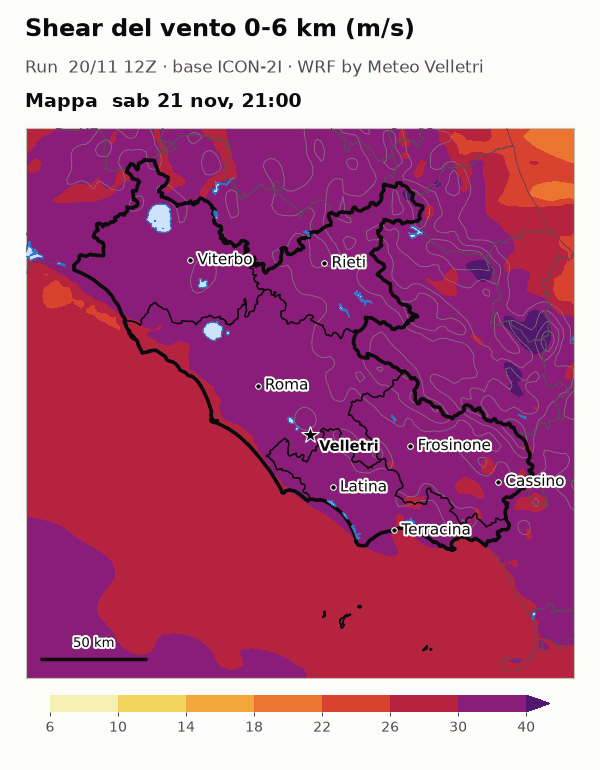 Shear del vento 0-6 km (m/s)
Run  20/11 12Z · base ICON-2I · WRF by Meteo Velletri
Mappa  sab 21 nov, 21:00
Viterbo
Rieti
Roma
Velletri
Frosinone
Cassino
Latina
Terracina
50 km
6 10 14 18 22 26 30 40